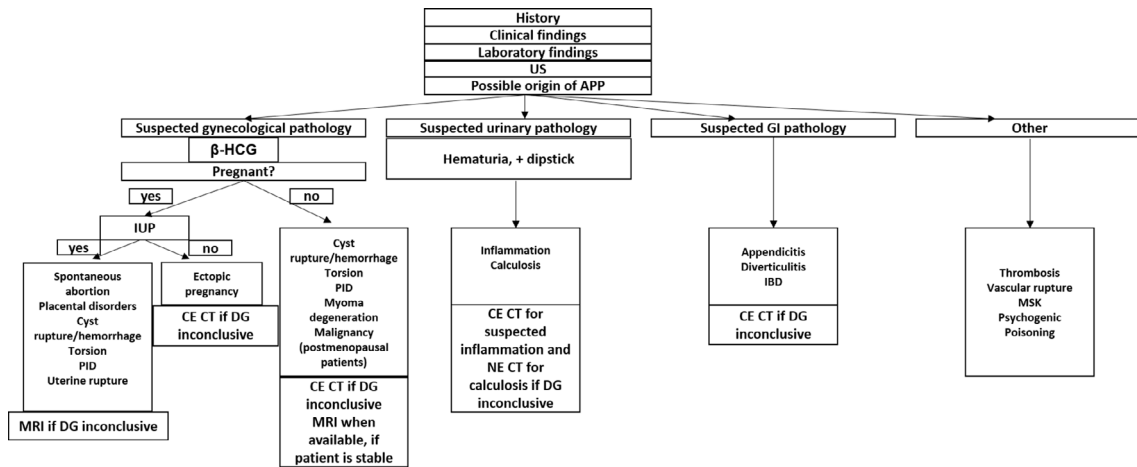 History
Clinical findings
Laboratory findings
US
Possible origin of APP
Suspected gynecological pathology
β-HCG
Pregnant?
yes
no
IUP
yes
no
Spontaneous
abortion
Placental disorders
Cyst
rupture/hemorrhage
Torsion
PID
Uterine rupture
MRI if DG inconclusive
Ectopic
pregnancy
CE CT if DG
inconclusive
Cyst
rupture/hemorrhage
Torsion
PID
Myoma
degeneration
Malignancy
(postmenopausal
patients)
CE CT if DG
inconclusive
MRI when
available, if
patient is stable
Suspected urinary pathology
Hematuria, + dipstick
Inflammation
Calculosis
CE CT for
suspected
inflammation and
NE CT for
calculosis if DG
inconclusive
Suspected GI pathology
Appendicitis
Diverticulitis
IBD
CE CT if DG
inconclusive
Other
Thrombosis
Vascular rupture
MSK
Psychogenic
Poisoning